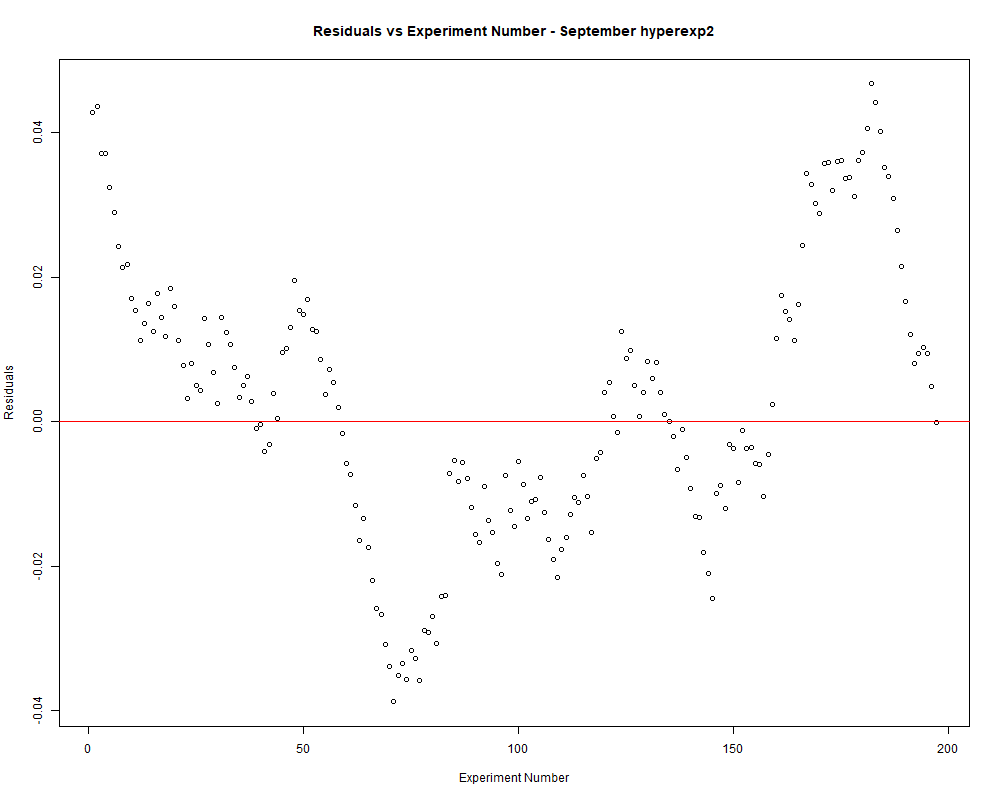 Residuals vs Experiment Number - September hyperexp2
Residuals
0.04
0.02
0.00
-0.02
-0.04
0 50 100 150 200
Experiment Number